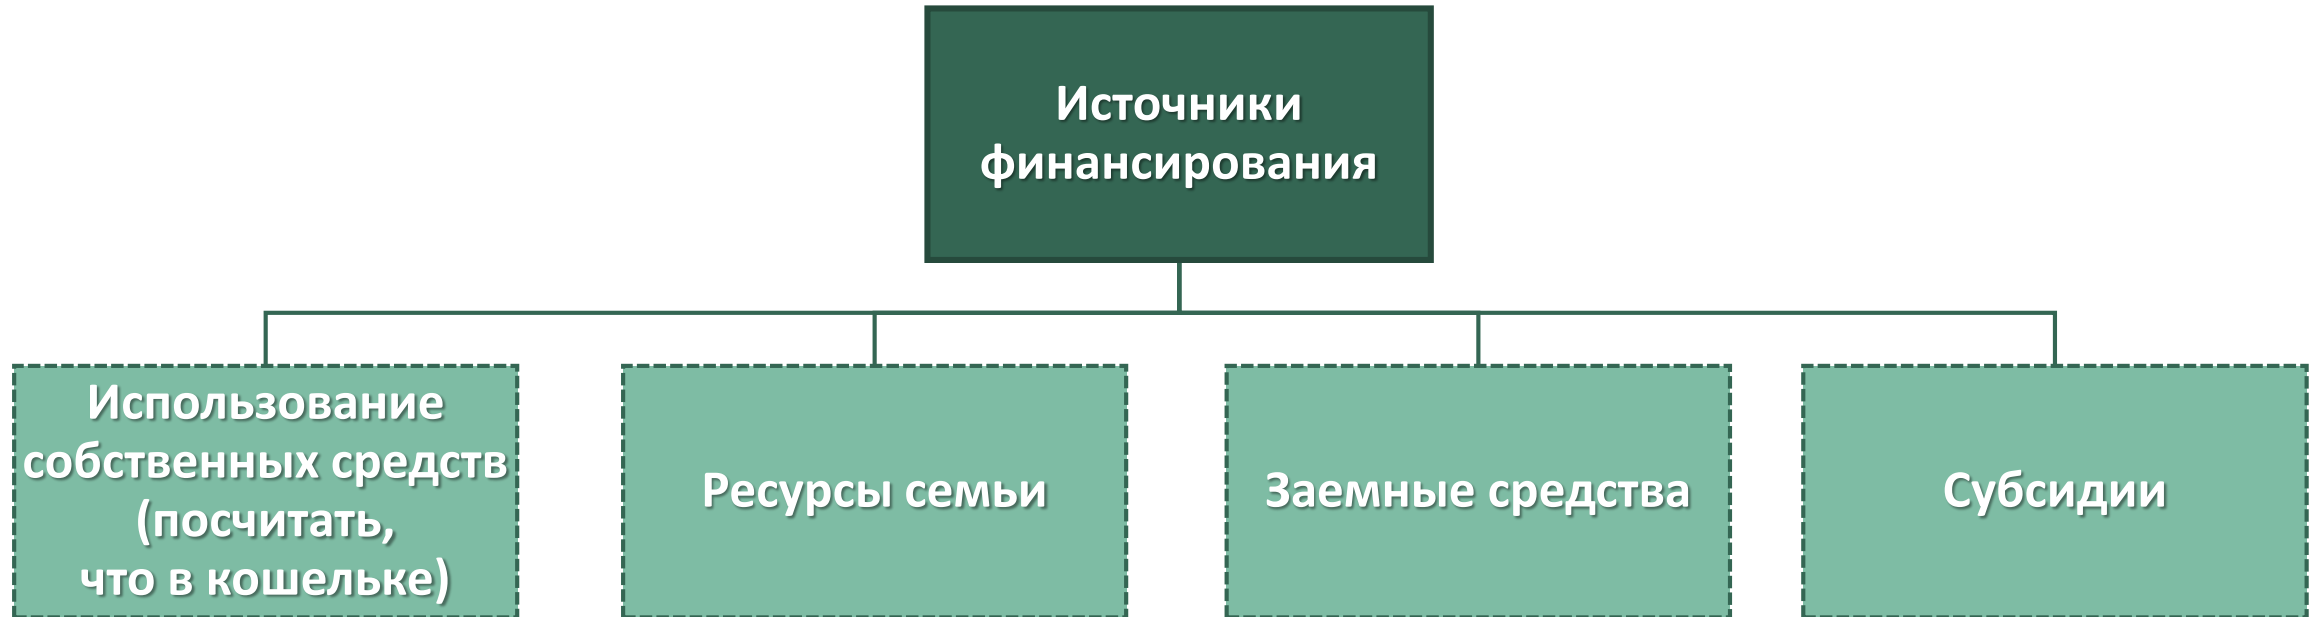 Источники
финансирования
Использование
собственных средств
(посчитать,
что в кошельке)
Ресурсы семьи
Заемные средства
Субсидии